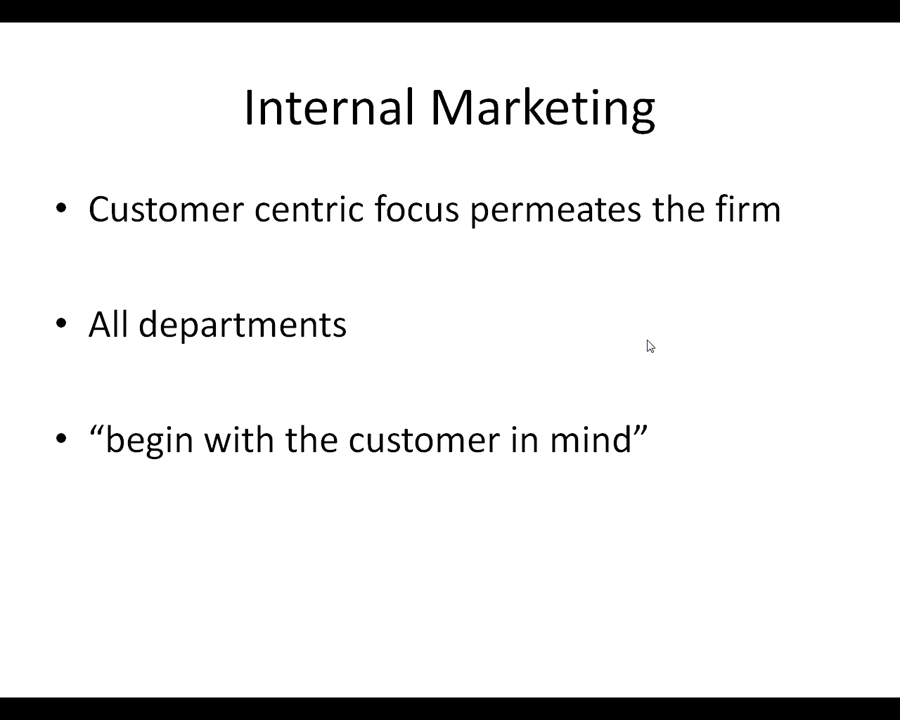 Internal Marketing
• Customer centric focus permeates the firm
• All departments
• “begin with the customer in mind”